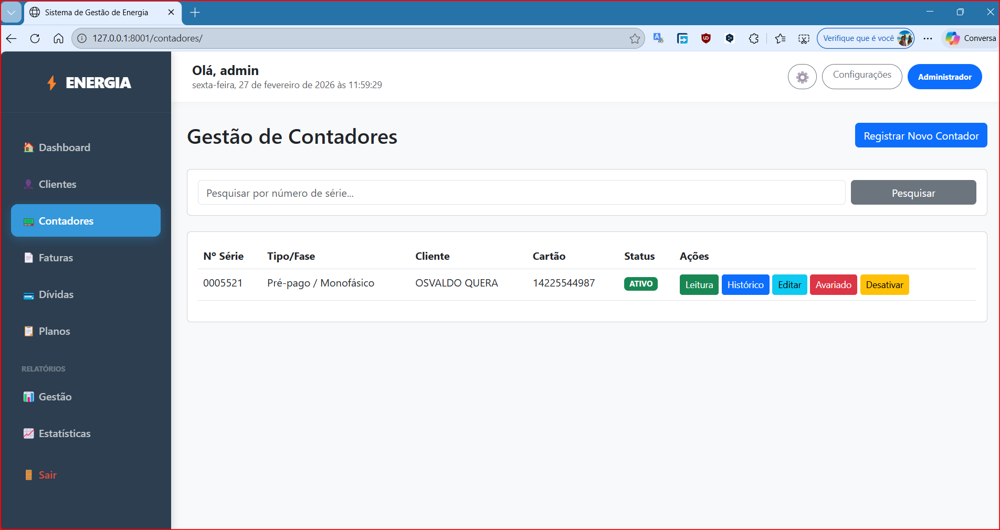 Sistema de Gestão de Energia
127.0.0.1:8001/contadores/
Verifique que é você
Conversa
ENERGIA
Olá, admin
sexta-feira, 27 de fevereiro de 2026 às 11:59:29
Configurações
Administrador
Dashboard
Clientes
Contadores
Faturas
Dívidas
Planos
RELATÓRIOS
Gestão
Estatísticas
Sair
Gestão de Contadores
Registrar Novo Contador
Pesquisar por número de série...
Pesquisar
Nº Série Tipo/Fase Cliente Cartão Status Ações
0005521 Pré-pago / Monofásico OSVALDO QUERA 14225544987 ATIVO Leitura Histórico Editar Avariado Desativar